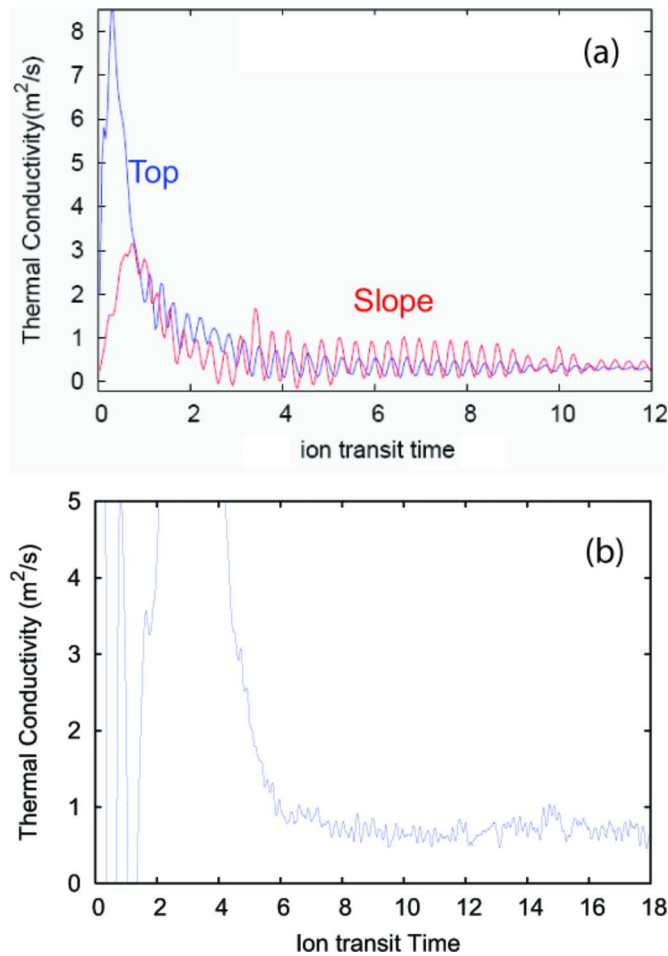 (a)
8
7
6
5
4
3
2
1
0
Thermal Conductivity(m²/s)
Top
Slope
0 2 4 6 8 10 12
ion transit time
(b)
5
4
3
2
1
0
Thermal Conductivity (m²/s)
0 2 4 6 8 10 12 14 16 18
Ion transit Time